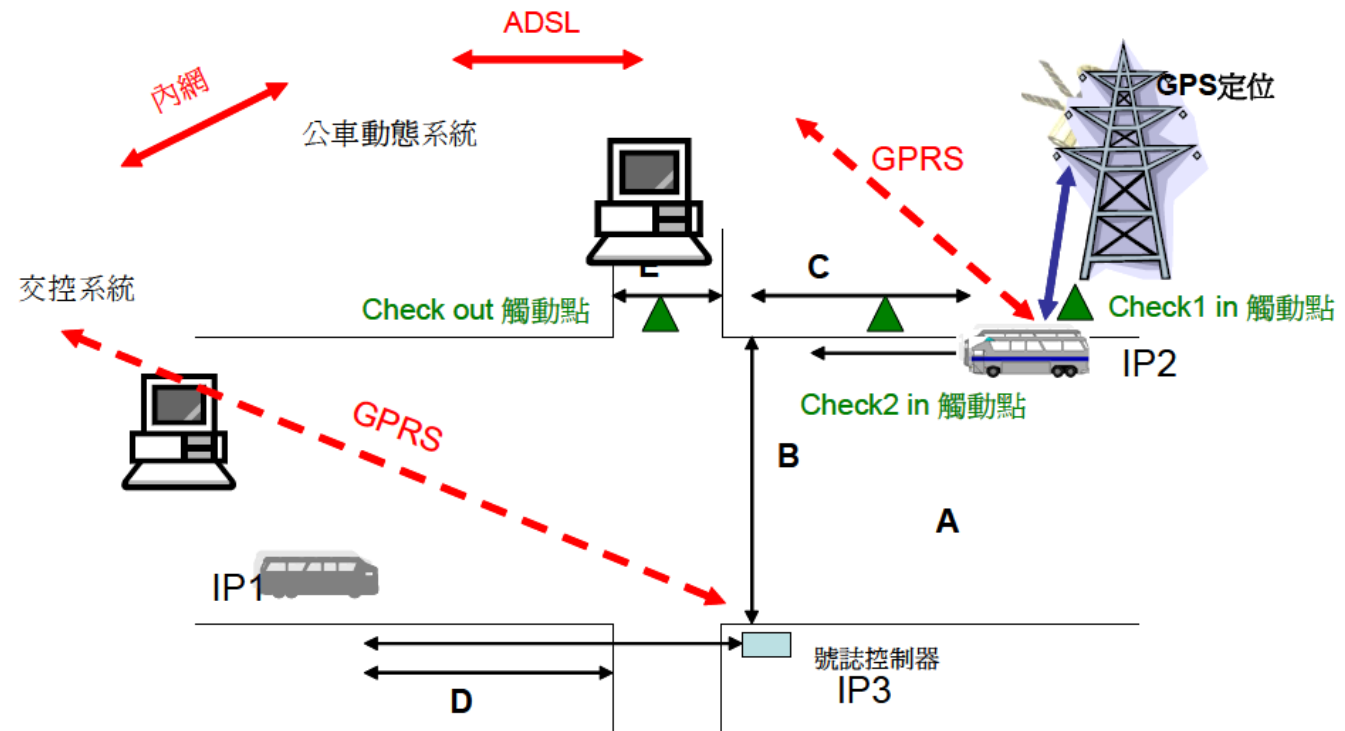 ADSL
內網
GPS定位
公車動態系統
GPRS
E
C
交控系統
Check out 觸動點
Check1 in 觸動點
IP2
Check2 in 觸動點
GPRS
B
A
IP1
號誌控制器
IP3
D